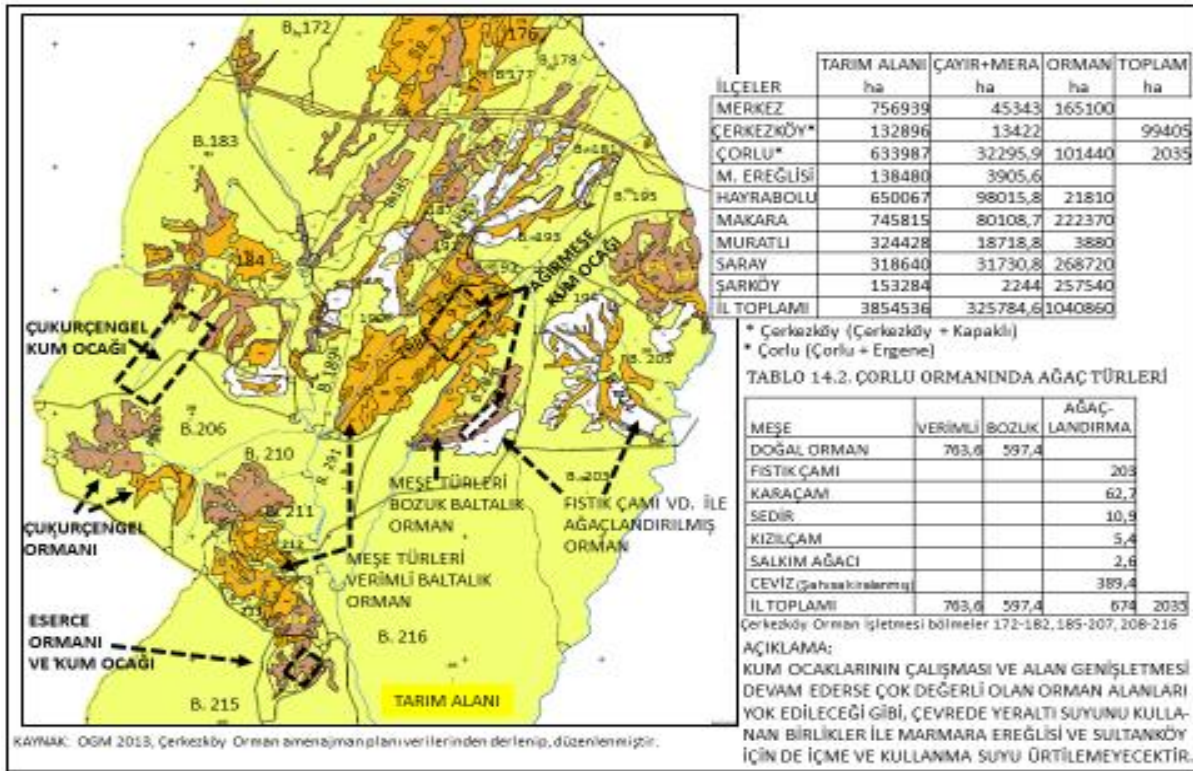 B. 172
176
B. 177
B. 178
B. 183
B. 181
B. 195
184
B. 193
AĞIRMEŞE
KUM OCAĞI
ÇUKURÇENGEL
KUM OCAĞI
B. 189
B. 205
B. 206
B. 210
B. 291
B. 203
B. 211
212
MEŞE TÜRLERİ
BOZUK BALTALIK
ORMAN
FISTIK ÇAMI VD. İLE
AĞAÇLANDIRILMIŞ
ORMAN
ÇUKURÇENGEL
ORMANI
MEŞE TÜRLERİ
VERİMLİ BALTALIK
ORMAN
ESERCE
ORMANI
VE KUM OCAĞI
B. 216
B. 215
TARIM ALANI
KAYNAK: OGM 2013, Çerkezköy Orman amenajman planı verilerinden derlenip, düzenlenmiştir.
TARIM ALANI ÇAYIR+MERA ORMAN TOPLAM
İLÇELER ha ha ha ha
MERKEZ 756939 45343 165100
ÇERKEZKÖY* 132896 13422 99405
ÇORLU* 633987 32295,9 101440 2035
M. EREĞLİSİ 138480 3905,6
HAYRABOLU 650067 98015,8 21810
MAKARA 745815 80108,7 222370
MURATLI 324428 18718,8 3880
SARAY 318640 31730,8 268720
ŞARKÖY 153284 2244 257540
İL TOPLAMI 3854536 325784,6 1040860
* Çerkezköy (Çerkezköy + Kapaklı)
* Çorlu (Çorlu + Ergene)
TABLO 14.2. ÇORLU ORMANINDA AĞAÇ TÜRLERİ
MEŞE VERİMLİ BOZUK AĞAÇ-
LANDIRMA
DOĞAL ORMAN 763,6 597,4
FISTIK ÇAMI 203
KARAÇAM 62,7
SEDİR 10,9
KIZILÇAM 5,4
SALKIM AĞACI 2,6
CEVİZ (Şahsa kiralanmış) 389,4
İL TOPLAMI 763,6 597,4 674 2035
Çerkezköy Orman İşletmesi bölmeler 172-182, 185-207, 208-216
AÇIKLAMA:
KUM OCAKLARININ ÇALIŞMASI VE ALAN GENİŞLETMESİ
DEVAM EDERSE ÇOK DEĞERLİ OLAN ORMAN ALANLARI
YOK EDİLECEĞİ GİBİ, ÇEVREDE YERALTI SUYUNU KULLA-
NAN BİRLİKLER İLE MARMARA EREĞLİSİ VE SULTANKÖY
İÇİN DE İÇME VE KULLANMA SUYU ÜRTİLEMEYECEKTİR.